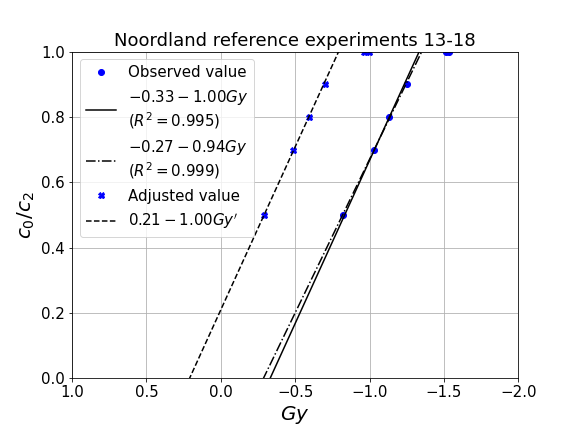 Noordland reference experiments 13-18
1.0
0.8
0.6
0.4
0.2
0.0
c₀/c₂
Observed value
−0.33 − 1.00Gy
(R² = 0.995)
−0.27 − 0.94Gy
(R² = 0.999)
Adjusted value
0.21 − 1.00Gy′
1.0 0.5 0.0 −0.5 −1.0 −1.5 −2.0
Gy